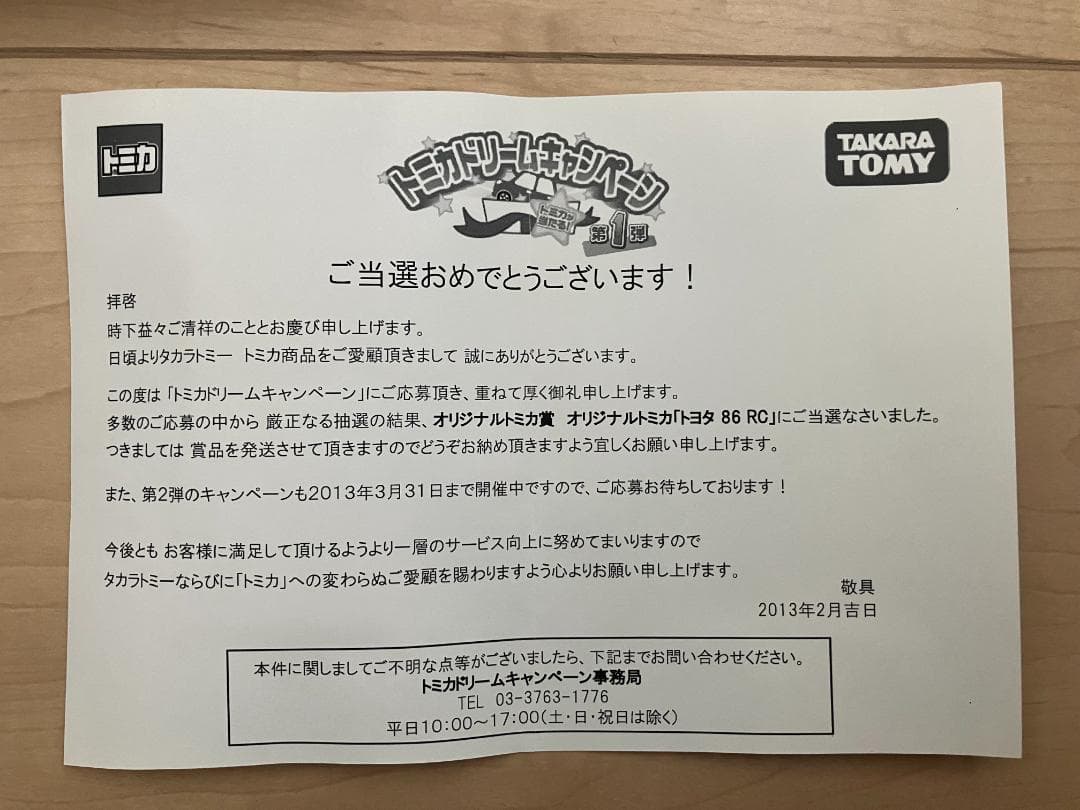 トミカ
トミカドリームキャンペーン
トミカが
当たる!
第1弾
TAKARA
TOMY
ご当選おめでとうございます！
拝啓
時下益々ご清祥のこととお慶び申し上げます。
日頃よりタカラトミー　トミカ商品をご愛顧頂きまして 誠にありがとうございます。
この度は「トミカドリームキャンペーン」にご応募頂き、重ねて厚く御礼申し上げます。
多数のご応募の中から 厳正なる抽選の結果、オリジナルトミカ賞　オリジナルトミカ「トヨタ 86 RC」にご当選なさいました。
つきましては 賞品を発送させて頂きますのでどうぞお納め頂きますよう宜しくお願い申し上げます。
また、第2弾のキャンペーンも2013年3月31日まで開催中ですので、ご応募お待ちしております！
今後とも お客様に満足して頂けるようより一層のサービス向上に努めてまいりますので
タカラトミーならびに「トミカ」への変わらぬご愛顧を賜わりますよう心よりお願い申し上げます。
敬具
2013年2月吉日
本件に関しましてご不明な点等がございましたら、下記までお問い合わせください。
トミカドリームキャンペーン事務局
TEL 03-3763-1776
平日10:00～17:00(土・日・祝日は除く)